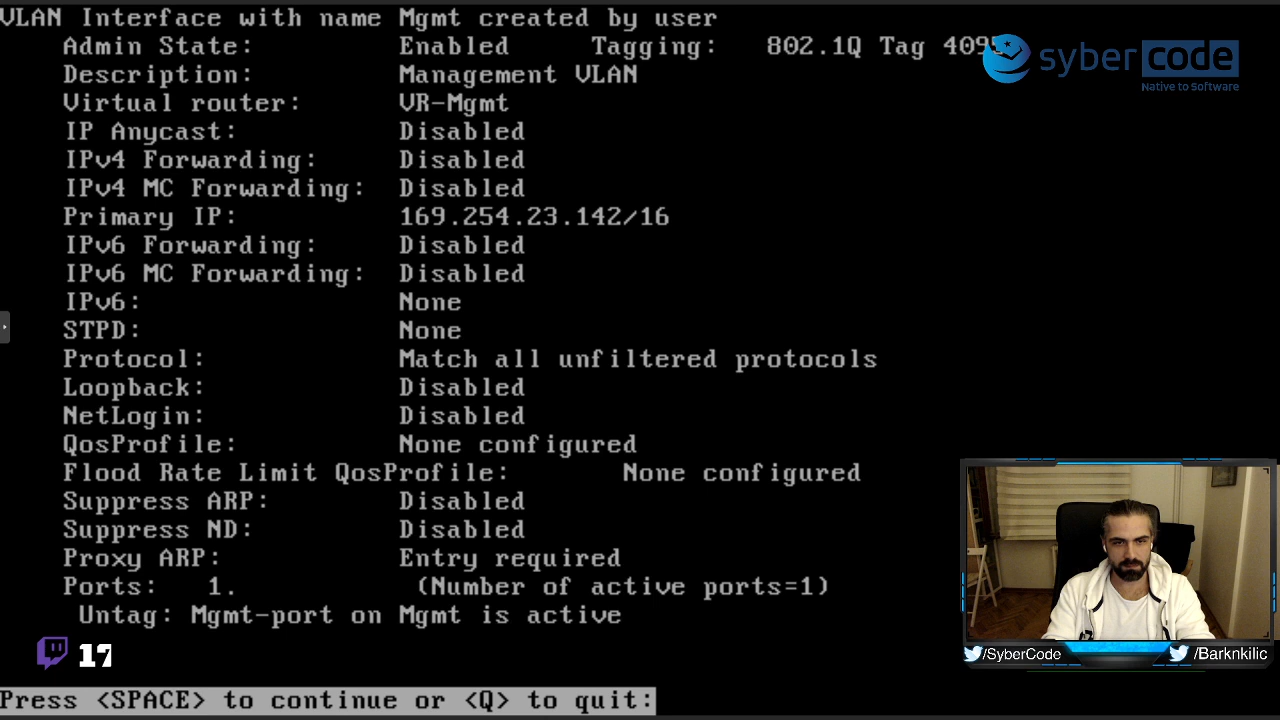 VLAN Interface with name Mgmt created by user
Admin State: Enabled Tagging: 802.1Q Tag 4095
Description: Management VLAN
Virtual router: VR-Mgmt
IP Anycast: Disabled
IPv4 Forwarding: Disabled
IPv4 MC Forwarding: Disabled
Primary IP: 169.254.23.142/16
IPv6 Forwarding: Disabled
IPv6 MC Forwarding: Disabled
IPv6: None
STPD: None
Protocol: Match all unfiltered protocols
Loopback: Disabled
NetLogin: Disabled
QosProfile: None configured
Flood Rate Limit QosProfile: None configured
Suppress ARP: Disabled
Suppress ND: Disabled
Proxy ARP: Entry required
Ports: 1. (Number of active ports=1)
Untag: Mgmt-port on Mgmt is active
Press <SPACE> to continue or <Q> to quit:
syber code
Native to Software
17
/SyberCode
/Barknkilic